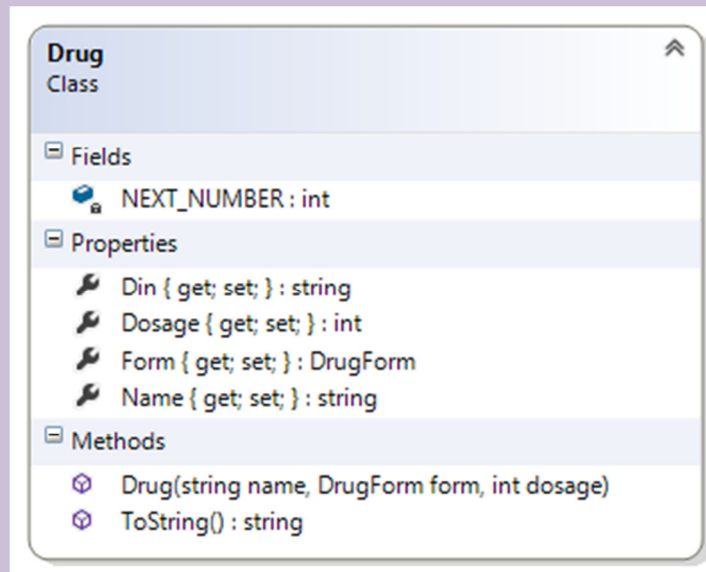 Drug
Class
Fields
NEXT_NUMBER : int
Properties
Din { get; set; } : string
Dosage { get; set; } : int
Form { get; set; } : DrugForm
Name { get; set; } : string
Methods
Drug(string name, DrugForm form, int dosage)
ToString() : string